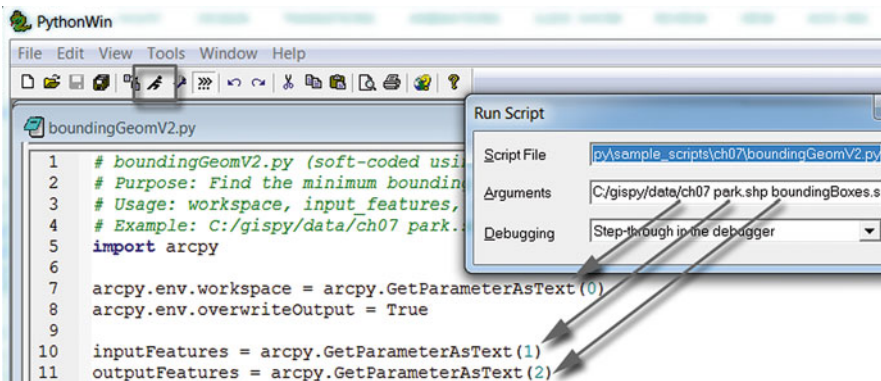 PythonWin
File Edit View Tools Window Help
boundingGeomV2.py
1 # boundingGeomV2.py (soft-coded usi
2 # Purpose: Find the minimum bounding
3 # Usage: workspace, input_features,
4 # Example: C:/gispy/data/ch07 park.
5 import arcpy
6
7 arcpy.env.workspace = arcpy.GetParameterAsText(0)
8 arcpy.env.overwriteOutput = True
9
10 inputFeatures = arcpy.GetParameterAsText(1)
11 outputFeatures = arcpy.GetParameterAsText(2)
Run Script
Script File py\sample_scripts\ch07\boundingGeomV2.py
Arguments C:/gispy/data/ch07 park.shp boundingBoxes.s
Debugging Step-through in the debugger